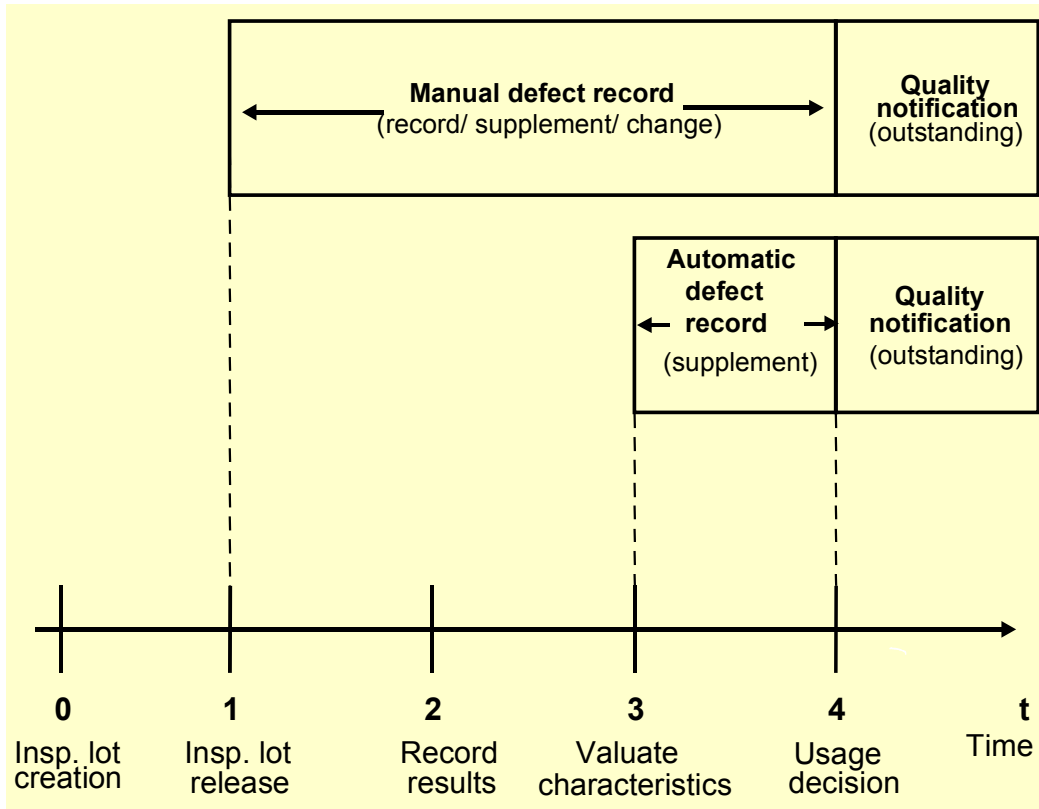 Manual defect record
(record/ supplement/ change)
Quality
notification
(outstanding)
Automatic
defect
record
(supplement)
Quality
notification
(outstanding)
0
1
2
3
4
t
Insp. lot
creation
Insp. lot
release
Record
results
Valuate
characteristics
Usage
decision
Time